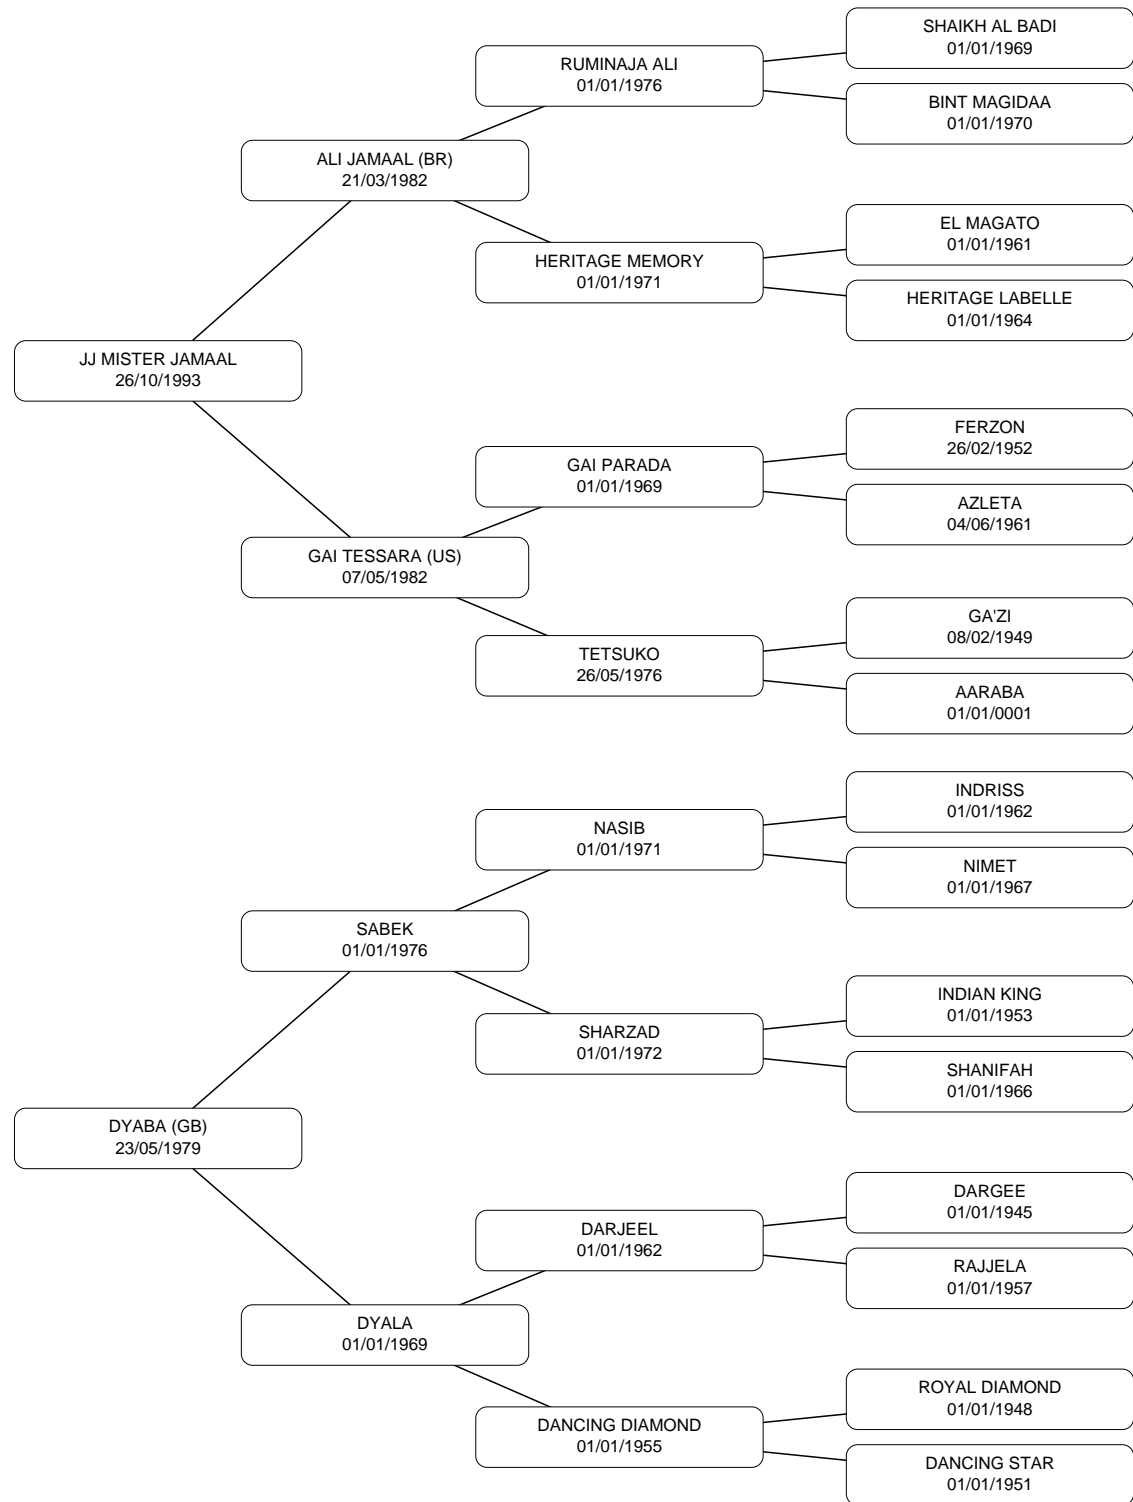 SHAIKH AL BADI
01/01/1969
RUMINAJA ALI
01/01/1976
BINT MAGIDAA
01/01/1970
ALI JAMAAL (BR)
21/03/1982
EL MAGATO
01/01/1961
HERITAGE MEMORY
01/01/1971
HERITAGE LABELLE
01/01/1964
JJ MISTER JAMAAL
26/10/1993
FERZON
26/02/1952
GAI PARADA
01/01/1969
AZLETA
04/06/1961
GAI TESSARA (US)
07/05/1982
GA'ZI
08/02/1949
TETSUKO
26/05/1976
AARABA
01/01/0001
INDRISS
01/01/1962
NASIB
01/01/1971
NIMET
01/01/1967
SABEK
01/01/1976
INDIAN KING
01/01/1953
SHARZAD
01/01/1972
SHANIFAH
01/01/1966
DYABA (GB)
23/05/1979
DARGEE
01/01/1945
DARJEEL
01/01/1962
RAJJELA
01/01/1957
DYALA
01/01/1969
ROYAL DIAMOND
01/01/1948
DANCING DIAMOND
01/01/1955
DANCING STAR
01/01/1951